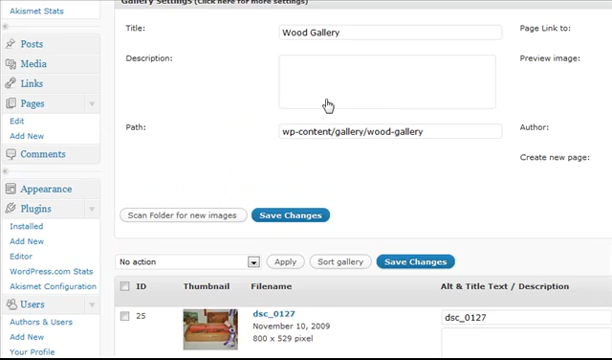 Gallery Settings (Click here for more settings)
Akismet Stats
Posts
Media
Links
Pages
Edit
Add New
Comments
Appearance
Plugins
Installed
Add New
Editor
WordPress.com Stats
Akismet Configuration
Users
Authors & Users
Add New
Your Profile
Title:
Wood Gallery
Page Link to:
Description:
Preview image:
Path:
wp-content/gallery/wood-gallery
Author:
Create new page:
Scan Folder for new images
Save Changes
No action
Apply
Sort gallery
Save Changes
ID
Thumbnail
Filename
Alt & Title Text / Description
25
dsc_0127
dsc_0127
November 10, 2009
800 x 529 pixel